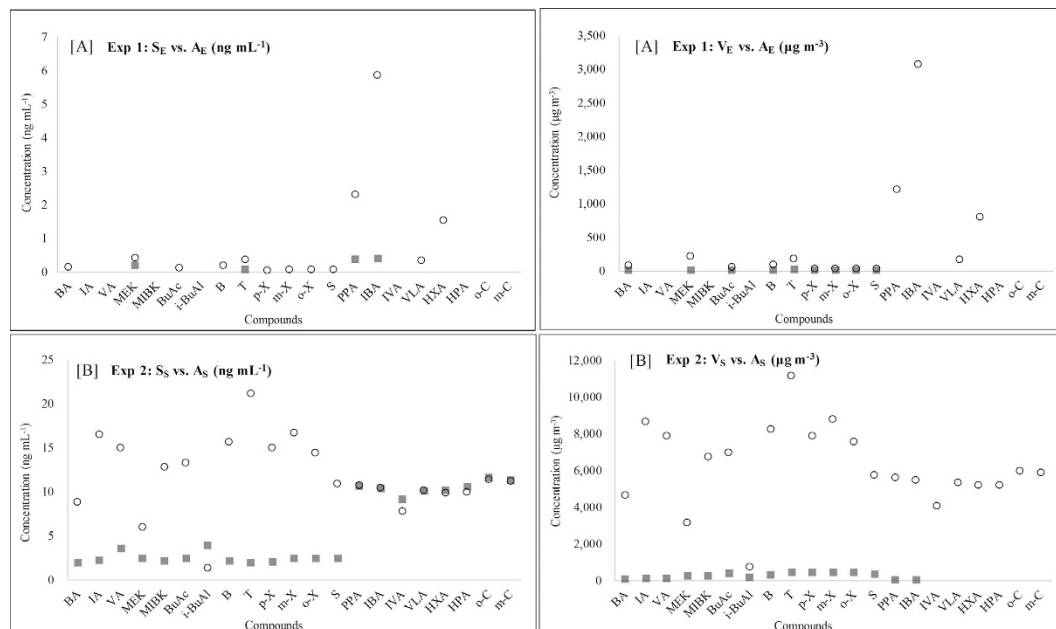 [A] Exp 1: S_E vs. A_E (ng mL⁻¹)
Concentration (ng mL⁻¹)
7
6
5
4
3
2
1
0
BA IA VA MEK MIBK BuAc i-BuAl B T p-X m-X o-X S PPA IBA IVA VLA HXA HPA o-C m-C
Compounds
[A] Exp 1: V_E vs. A_E (µg m⁻³)
Concentration (µg m⁻³)
3,500
3,000
2,500
2,000
1,500
1,000
500
0
BA IA VA MEK MIBK BuAc i-BuAl B T p-X m-X o-X S PPA IBA IVA VLA HXA HPA o-C m-C
Compounds
[B] Exp 2: S_S vs. A_S (ng mL⁻¹)
Concentration (ng mL⁻¹)
25
20
15
10
5
0
BA IA VA MEK MIBK BuAc i-BuAl B T p-X m-X o-X S PPA IBA IVA VLA HXA HPA o-C m-C
Compounds
[B] Exp 2: V_S vs. A_S (µg m⁻³)
Concentration (µg m⁻³)
12,000
10,000
8,000
6,000
4,000
2,000
0
BA IA VA MEK MIBK BuAc i-BuAl B T p-X m-X o-X S PPA IBA IVA VLA HXA HPA o-C m-C
Compounds